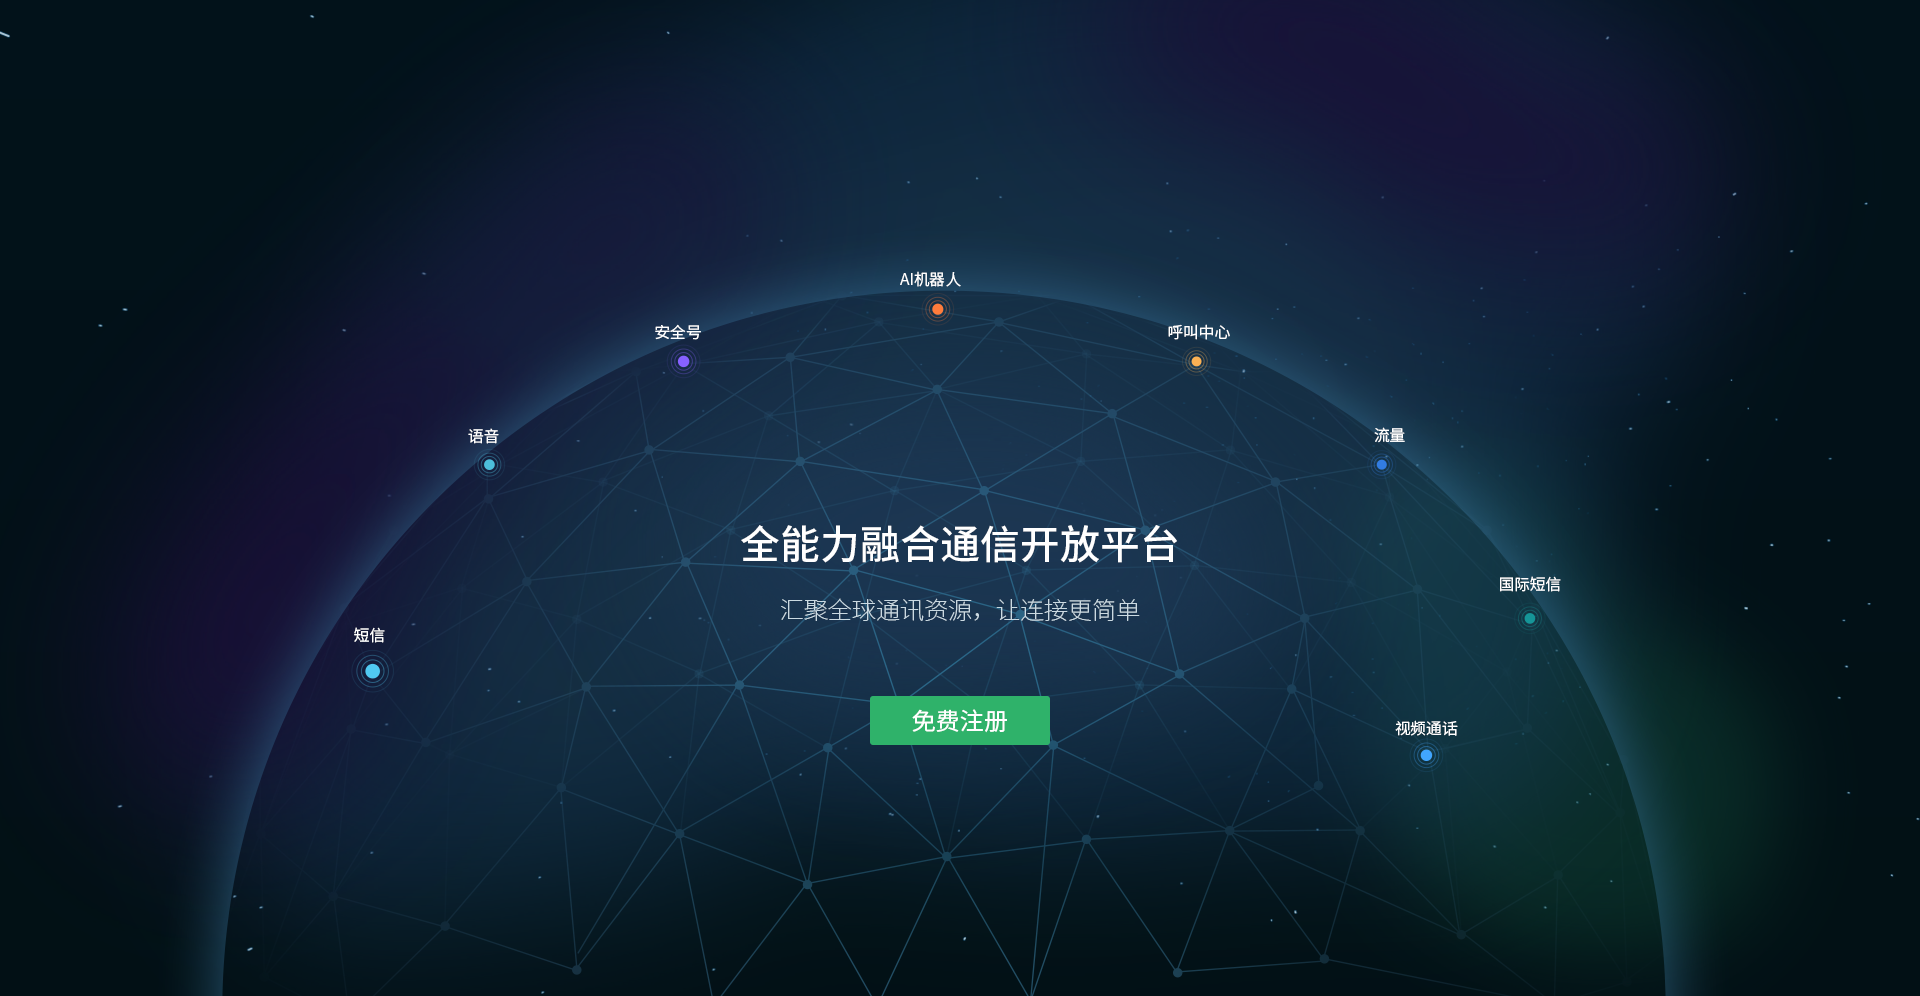 AI机器人
安全号
呼叫中心
语音
流量
全能力融合通信开放平台
国际短信
汇聚全球通讯资源，让连接更简单
短信
免费注册
视频通话